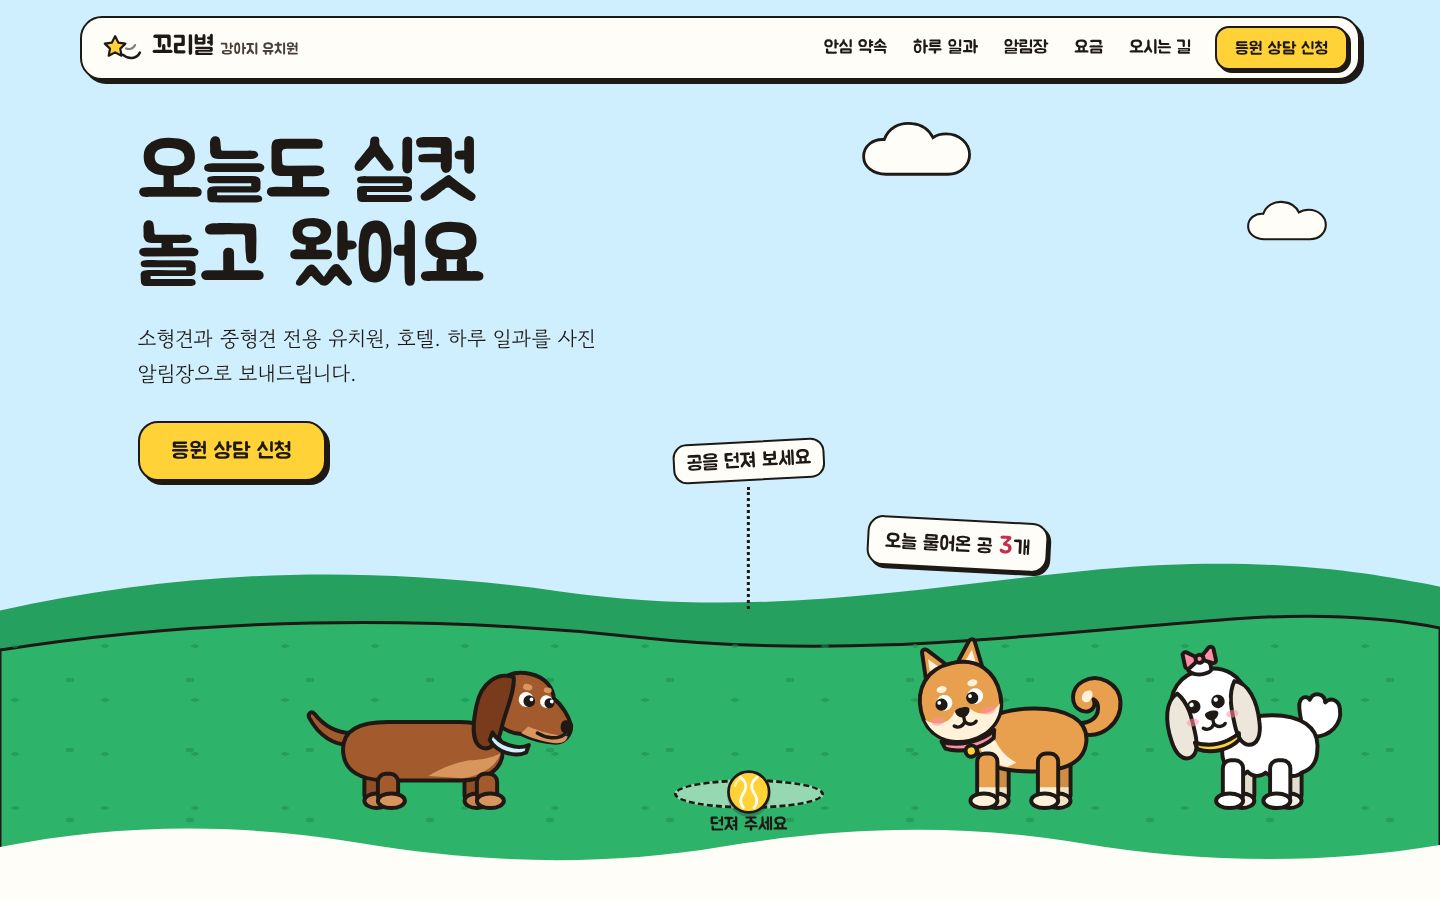 꼬리별 강아지 유치원
안심 약속 하루 일과 알림장 요금 오시는 길 등원 상담 신청
오늘도 실컷
놀고 왔어요
소형견과 중형견 전용 유치원, 호텔. 하루 일과를 사진
알림장으로 보내드립니다.
등원 상담 신청
공을 던져 보세요
오늘 물어온 공 3개
던져 주세요